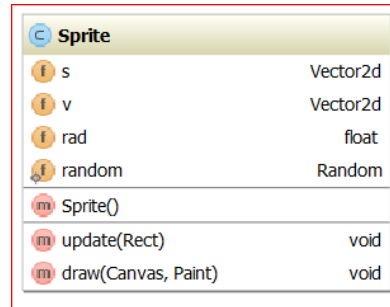 C Sprite
f s Vector2d
f v Vector2d
f rad float
f random Random
m Sprite()
m update(Rect) void
m draw(Canvas, Paint) void